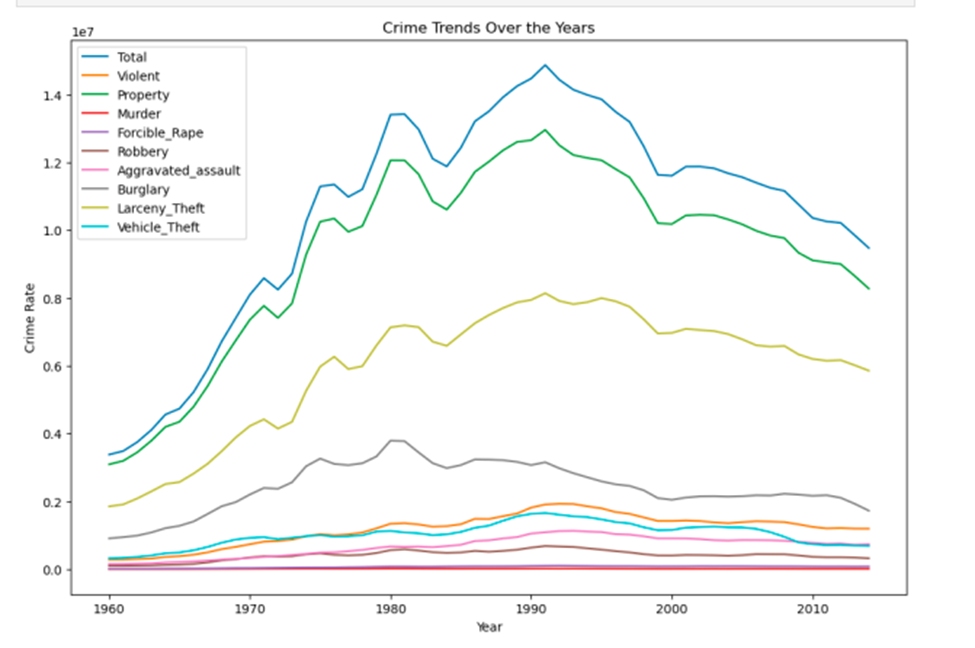 Crime Trends Over the Years
1e7
Total
Violent
Property
Murder
Forcible_Rape
Robbery
Aggravated_assault
Burglary
Larceny_Theft
Vehicle_Theft
1.4
1.2
1.0
0.8
0.6
0.4
0.2
0.0
Crime Rate
1960 1970 1980 1990 2000 2010
Year